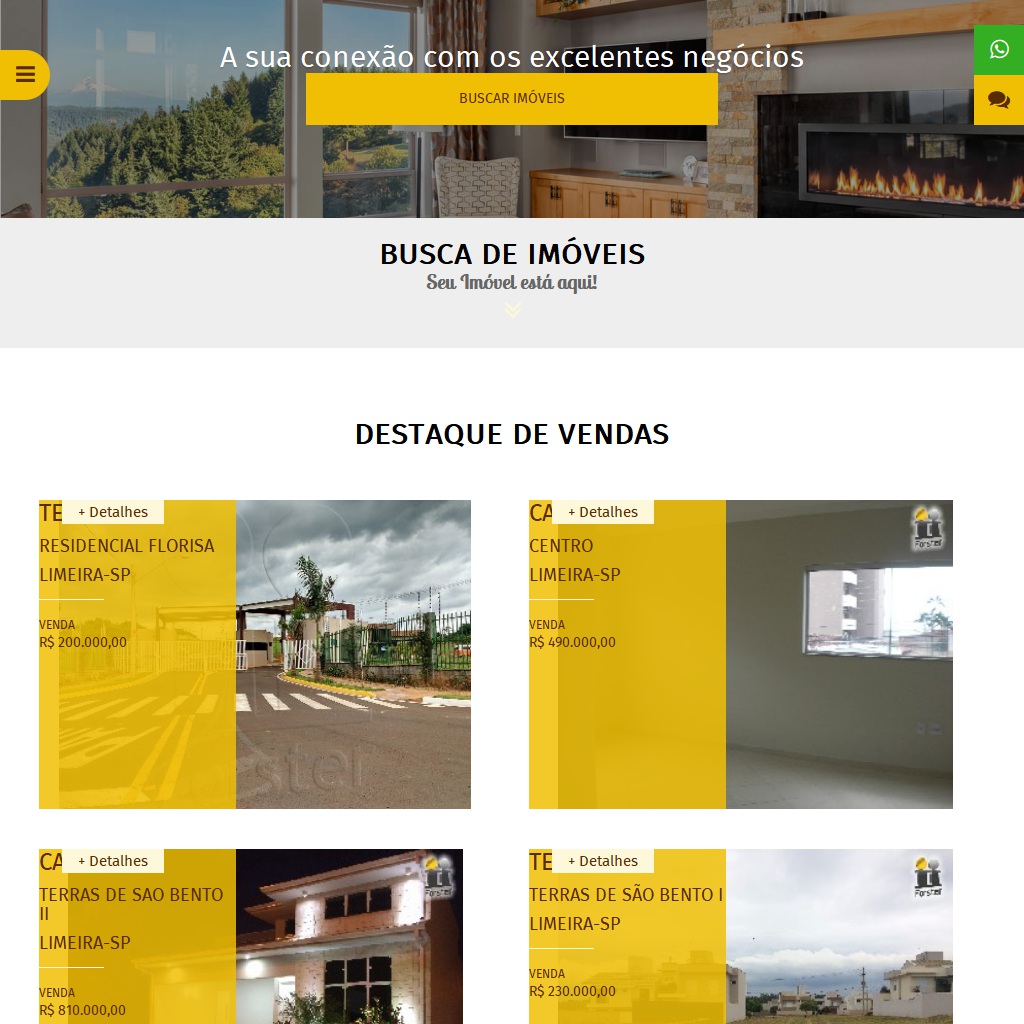 A sua conexão com os excelentes negócios
BUSCAR IMÓVEIS
BUSCA DE IMÓVEIS
Seu Imóvel está aqui!
DESTAQUE DE VENDAS
TE
+ Detalhes
RESIDENCIAL FLORISA
LIMEIRA-SP
VENDA
R$ 200.000,00
CA
+ Detalhes
CENTRO
LIMEIRA-SP
VENDA
R$ 490.000,00
Forster
CA
+ Detalhes
TERRAS DE SAO BENTO
II
LIMEIRA-SP
VENDA
R$ 810.000,00
Forster
TE
+ Detalhes
TERRAS DE SÃO BENTO I
LIMEIRA-SP
VENDA
R$ 230.000,00
Forster